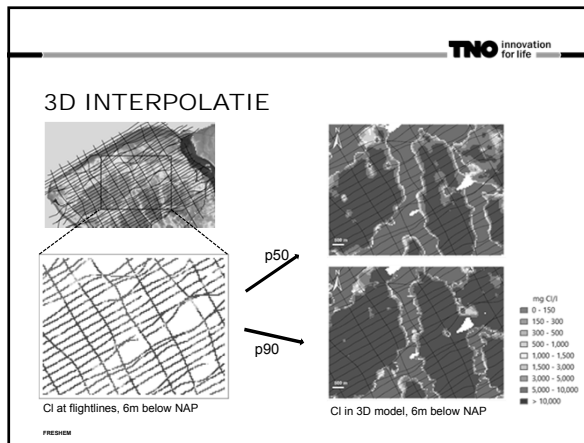 TNO innovation
for life
3D INTERPOLATIE
p50
p90
Cl at flightlines, 6m below NAP
Cl in 3D model, 6m below NAP
mg Cl/l
0 - 150
150 - 300
300 - 500
500 - 1,000
1,000 - 1,500
1,500 - 3,000
3,000 - 5,000
5,000 - 10,000
> 10,000
FRESHEM